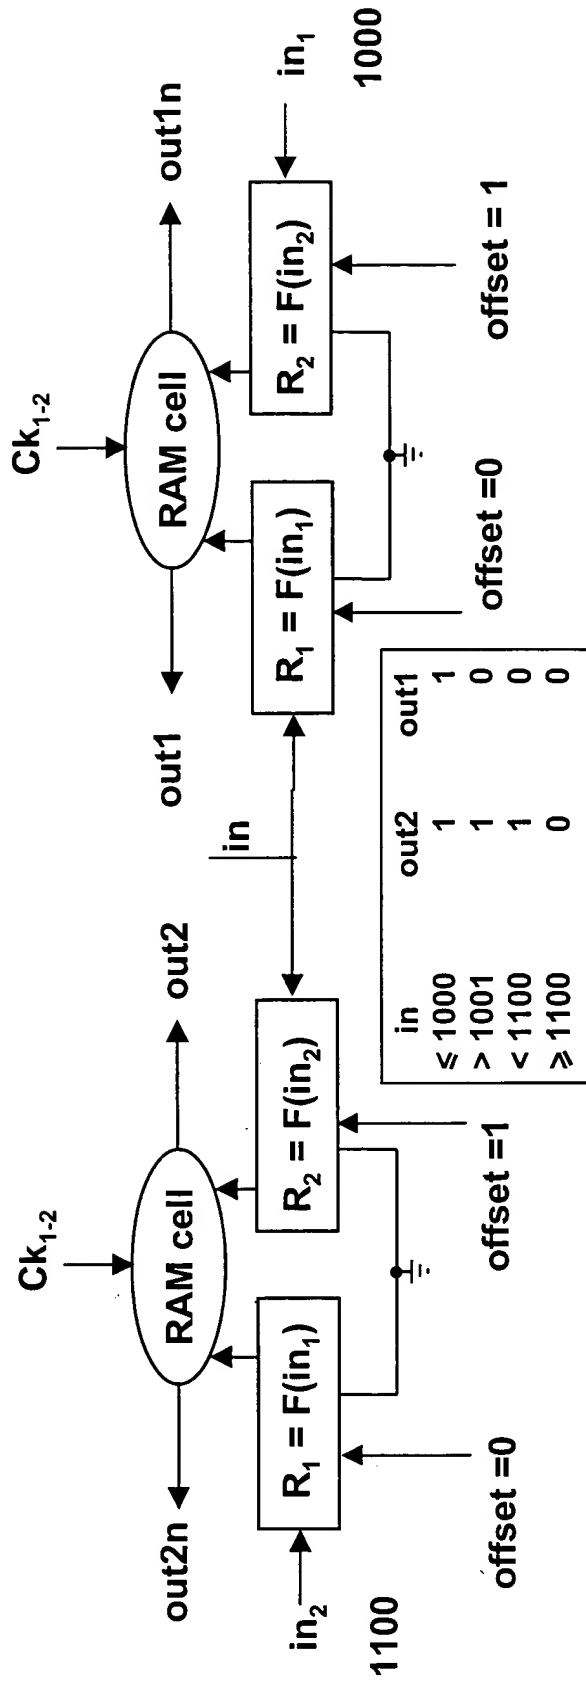 Ck₁₋₂
Ck₁₋₂
out2n
RAM cell
out2
out1
RAM cell
out1n
in
in₂
R₁ = F(in₁)
R₂ = F(in₂)
R₁ = F(in₁)
R₂ = F(in₂)
in₁
1100
1000
offset =0
offset =1
offset =0
offset = 1
in out2 out1
≤ 1000 1 1
> 1001 1 0
< 1100 1 0
≥ 1100 0 0